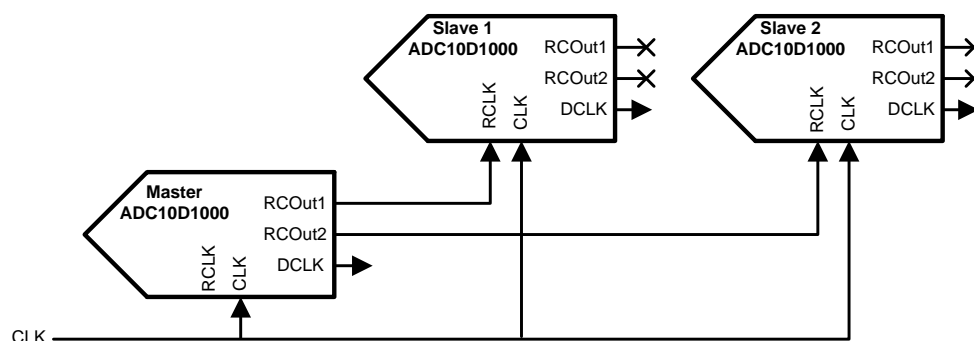 Slave 1
ADC10D1000
RCOut1
RCOut2
DCLK
RCLK
CLK
Slave 2
ADC10D1000
RCOut1
RCOut2
DCLK
RCLK
CLK
Master
ADC10D1000
RCOut1
RCOut2
DCLK
RCLK
CLK
CLK